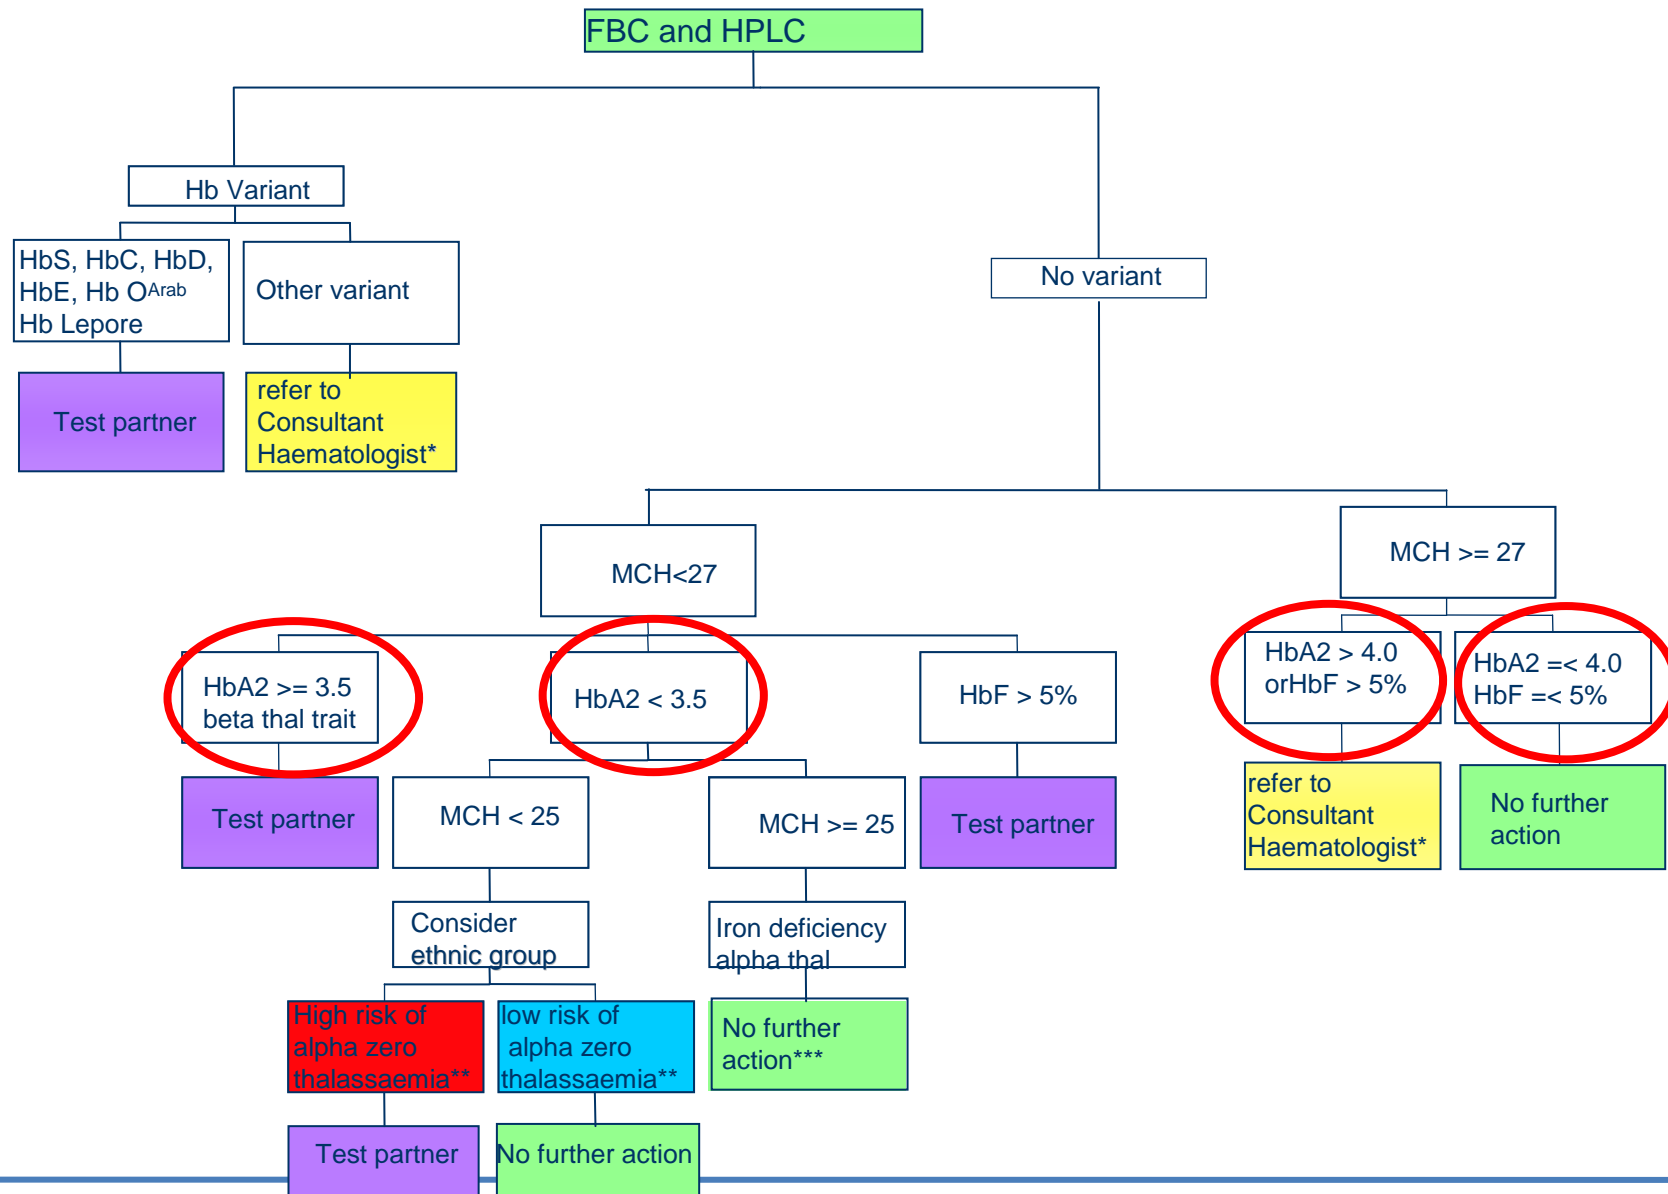 FBC and HPLC
Hb Variant
HbS, HbC, HbD,
HbE, Hb OArab
Hb Lepore
Other variant
No variant
Test partner
refer to
Consultant
Haematologist*
MCH<27
MCH >= 27
HbA2 >= 3.5
beta thal trait
HbA2 < 3.5
HbF > 5%
HbA2 > 4.0
orHbF > 5%
HbA2 =< 4.0
HbF =< 5%
Test partner
MCH < 25
MCH >= 25
Test partner
refer to
Consultant
Haematologist*
No further
action
Consider
ethnic group
Iron deficiency
alpha thal
High risk of
alpha zero
thalassaemia**
low risk of
alpha zero
thalassaemia**
No further
action***
Test partner
No further action